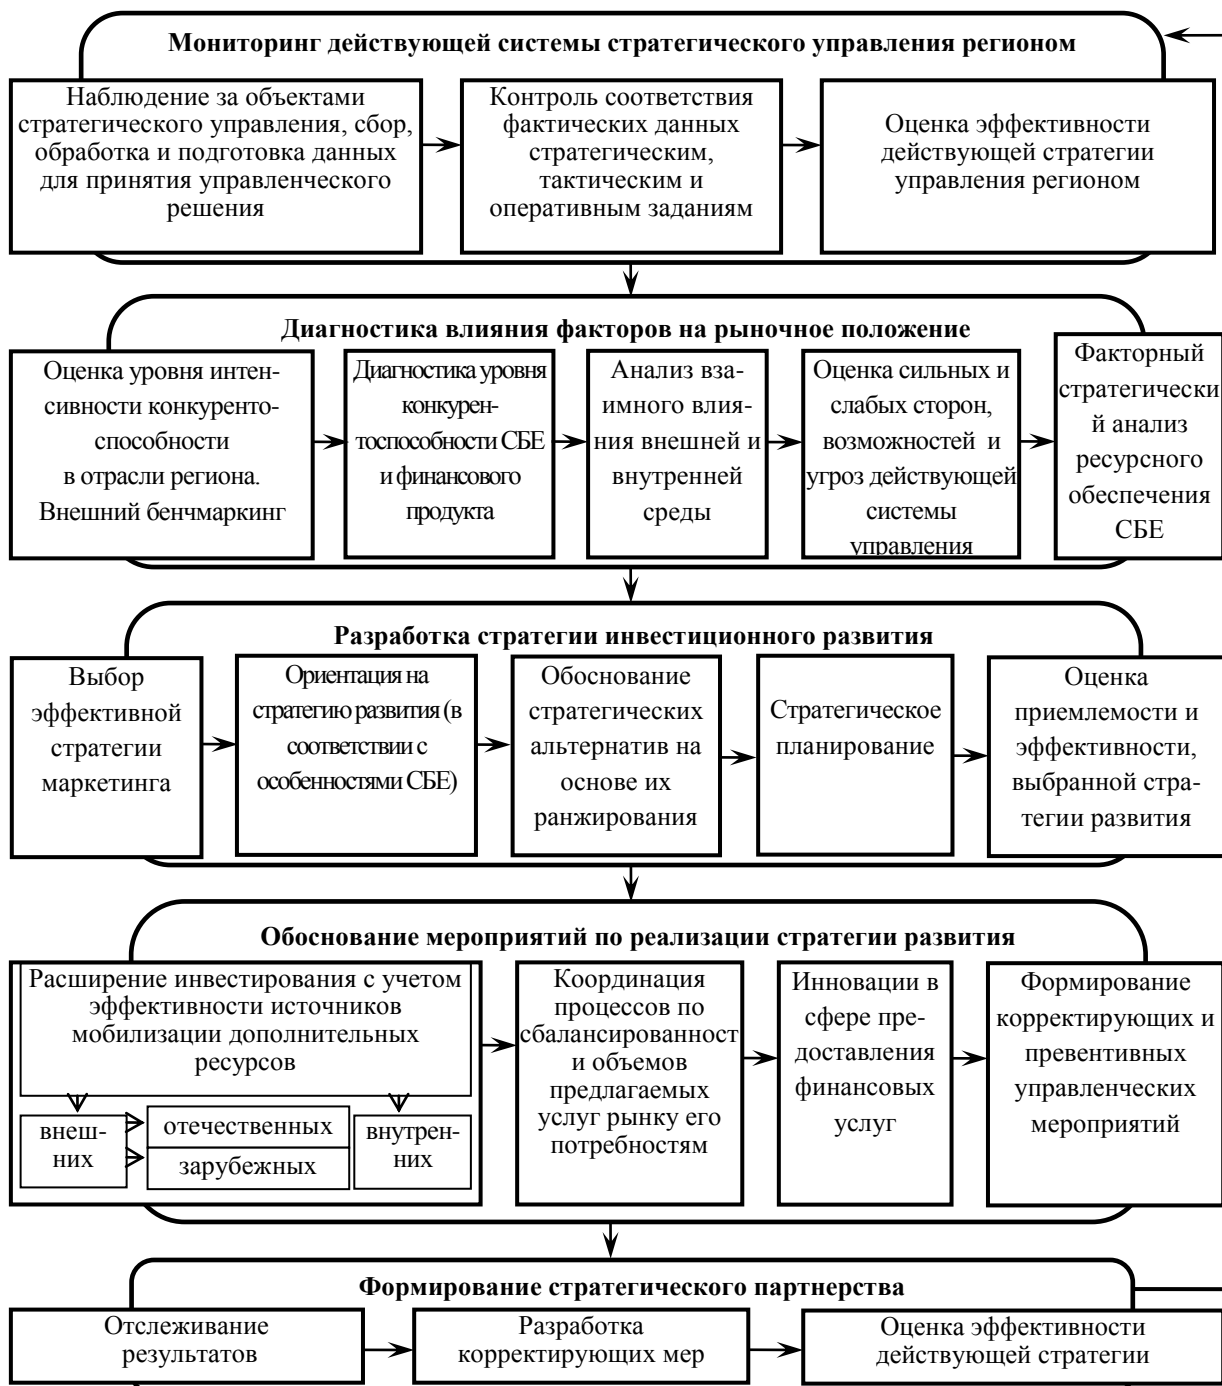 Мониторинг действующей системы стратегического управления регионом
Наблюдение за объектами
стратегического управления, сбор,
обработка и подготовка данных
для принятия управленческого
решения
Контроль соответствия
фактических данных
стратегическим,
тактическим и
оперативным заданиям
Оценка эффективности
действующей стратегии
управления регионом
Диагностика влияния факторов на рыночное положение
Оценка уровня интен-
сивности конкуренто-
способности
в отрасли региона.
Внешний бенчмаркинг
Диагностика уровня
конкурен-
тоспособности СБЕ
и финансового
продукта
Анализ вза-
имного влия-
ния внешней и
внутренней
среды
Оценка сильных и
слабых сторон,
возможностей и
угроз действующей
системы
управления
Факторный
стратегически
й анализ
ресурсного
обеспечения
СБЕ
Разработка стратегии инвестиционного развития
Выбор
эффективной
стратегии
маркетинга
Ориентация на
стратегию развития (в
соответствии с
особенностями СБЕ)
Обоснование
стратегических
альтернатив на
основе их
ранжирования
Стратегическое
планирование
Оценка
приемлемости и
эффективности,
выбранной стра-
тегии развития
Обоснование мероприятий по реализации стратегии развития
Расширение инвестирования с учетом
эффективности источников
мобилизации дополнительных
ресурсов
внеш-
них
отечественных
зарубежных
внутрен-
них
Координация
процессов по
сбалансированност
и объемов
предлагаемых
услуг рынку его
потребностям
Инновации в
сфере пре-
доставления
финансовых
услуг
Формирование
корректирующих и
превентивных
управленческих
мероприятий
Формирование стратегического партнерства
Отслеживание
результатов
Разработка
корректирующих мер
Оценка эффективности
действующей стратегии